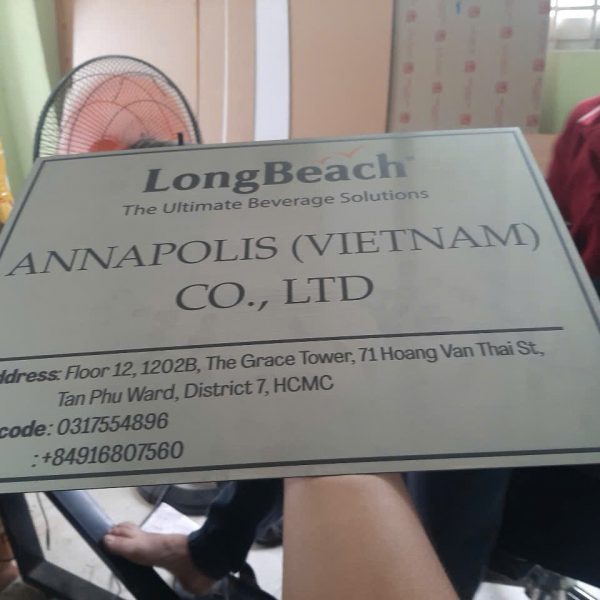 LongBeach™
The Ultimate Beverage Solutions
ANNAPOLIS (VIETNAM)
CO., LTD
ddress: Floor 12, 1202B, The Grace Tower, 71 Hoang Van Thai St,
Tan Phu Ward, District 7, HCMC
code: 0317554896
: +84916807560